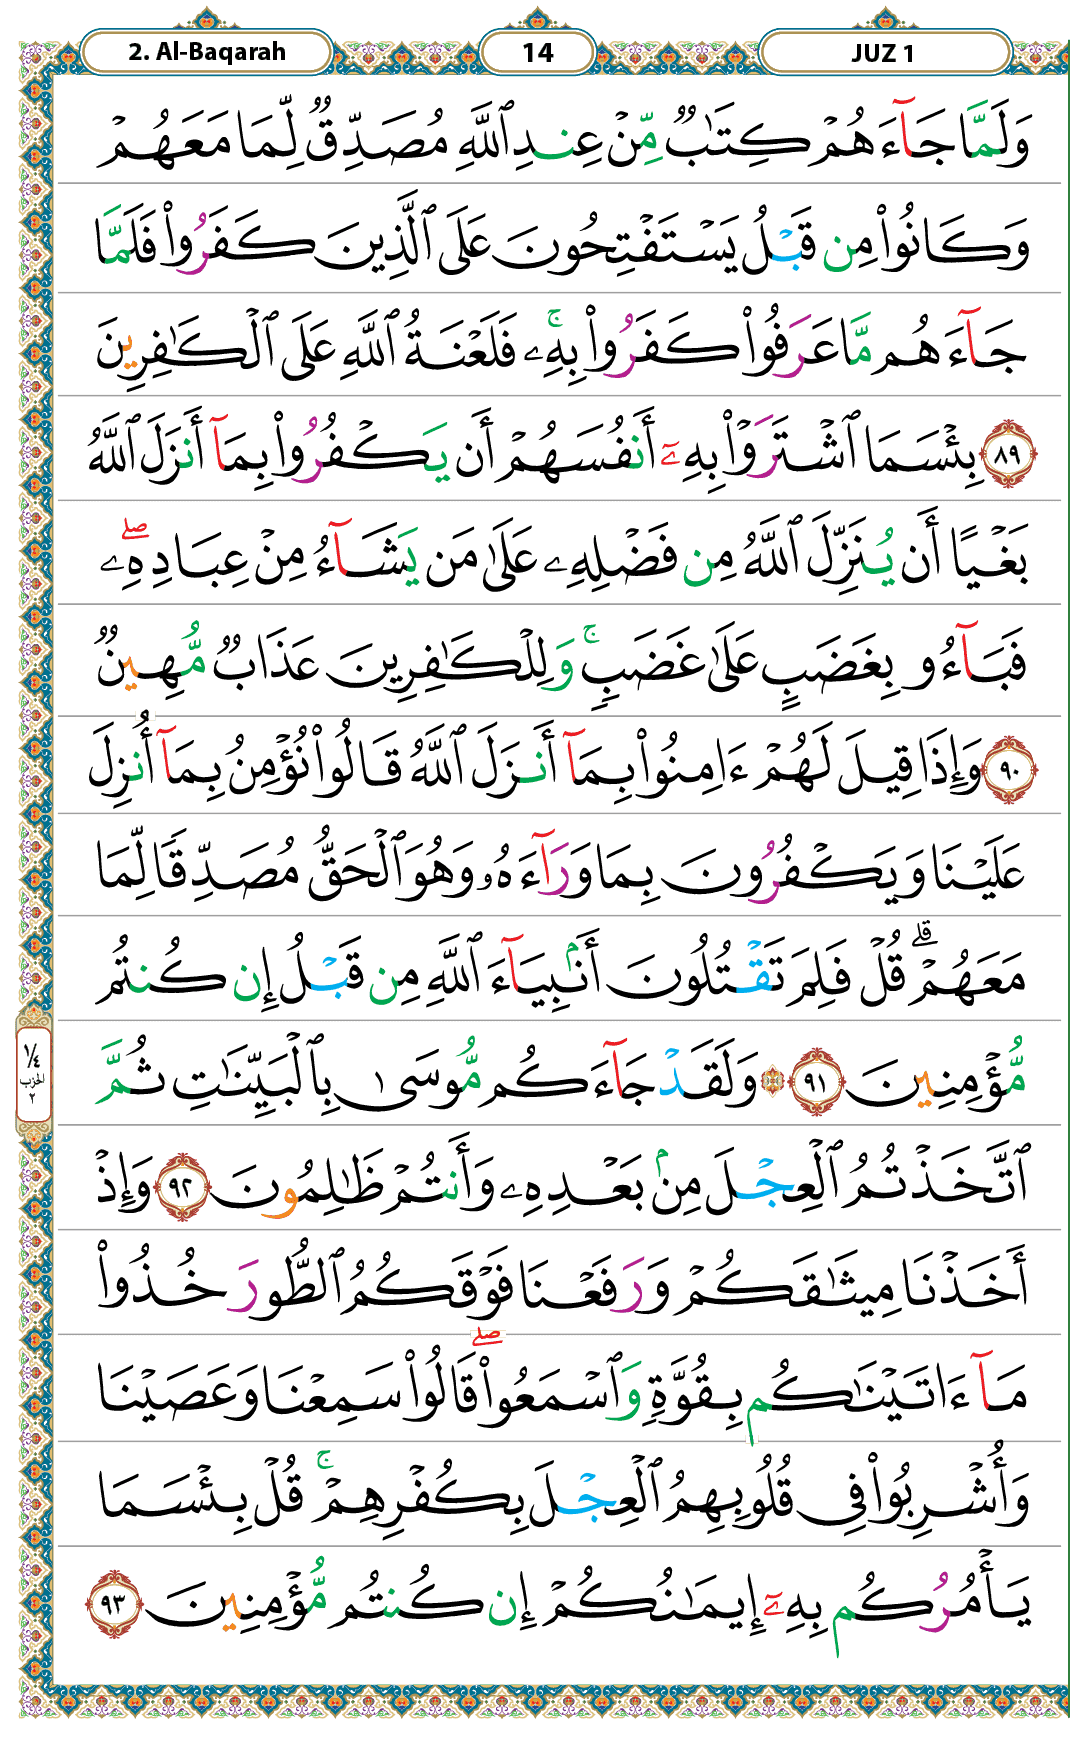 2. Al-Baqarah 14 JUZ 1
وَلَمَّا جَآءَهُمْ كِتَٰبٌ مِّنْ عِندِ ٱللَّهِ مُصَدِّقٌ لِّمَا مَعَهُمْ
وَكَانُوا۟ مِن قَبْلُ يَسْتَفْتِحُونَ عَلَى ٱلَّذِينَ كَفَرُوا۟ فَلَمَّا
جَآءَهُم مَّا عَرَفُوا۟ كَفَرُوا۟ بِهِۦ ۚ فَلَعْنَةُ ٱللَّهِ عَلَى ٱلْكَٰفِرِينَ
٨٩ بِئْسَمَا ٱشْتَرَوْا۟ بِهِۦٓ أَنفُسَهُمْ أَن يَكْفُرُوا۟ بِمَآ أَنزَلَ ٱللَّهُ
بَغْيًا أَن يُنَزِّلَ ٱللَّهُ مِن فَضْلِهِۦ عَلَىٰ مَن يَشَآءُ مِنْ عِبَادِهِۦ ۖ
فَبَآءُو بِغَضَبٍ عَلَىٰ غَضَبٍ ۚ وَلِلْكَٰفِرِينَ عَذَابٌ مُّهِينٌ
٩٠ وَإِذَا قِيلَ لَهُمْ ءَامِنُوا۟ بِمَآ أَنزَلَ ٱللَّهُ قَالُوا۟ نُؤْمِنُ بِمَآ أُنزِلَ
عَلَيْنَا وَيَكْفُرُونَ بِمَا وَرَآءَهُۥ وَهُوَ ٱلْحَقُّ مُصَدِّقًا لِّمَا
مَعَهُمْ ۗ قُلْ فَلِمَ تَقْتُلُونَ أَنۢبِيَآءَ ٱللَّهِ مِن قَبْلُ إِن كُنتُم
مُّؤْمِنِينَ ٩١ ۞ وَلَقَدْ جَآءَكُم مُّوسَىٰ بِٱلْبَيِّنَٰتِ ثُمَّ
ٱتَّخَذْتُمُ ٱلْعِجْلَ مِنۢ بَعْدِهِۦ وَأَنتُمْ ظَٰلِمُونَ ٩٢ وَإِذْ
أَخَذْنَا مِيثَٰقَكُمْ وَرَفَعْنَا فَوْقَكُمُ ٱلطُّورَ خُذُوا۟
مَآ ءَاتَيْنَٰكُم بِقُوَّةٍ وَٱسْمَعُوا۟ ۖ قَالُوا۟ سَمِعْنَا وَعَصَيْنَا
وَأُشْرِبُوا۟ فِى قُلُوبِهِمُ ٱلْعِجْلَ بِكُفْرِهِمْ ۚ قُلْ بِئْسَمَا
يَأْمُرُكُم بِهِۦٓ إِيمَٰنُكُمْ إِن كُنتُم مُّؤْمِنِينَ ٩٣
١/٤
الحزب
٢